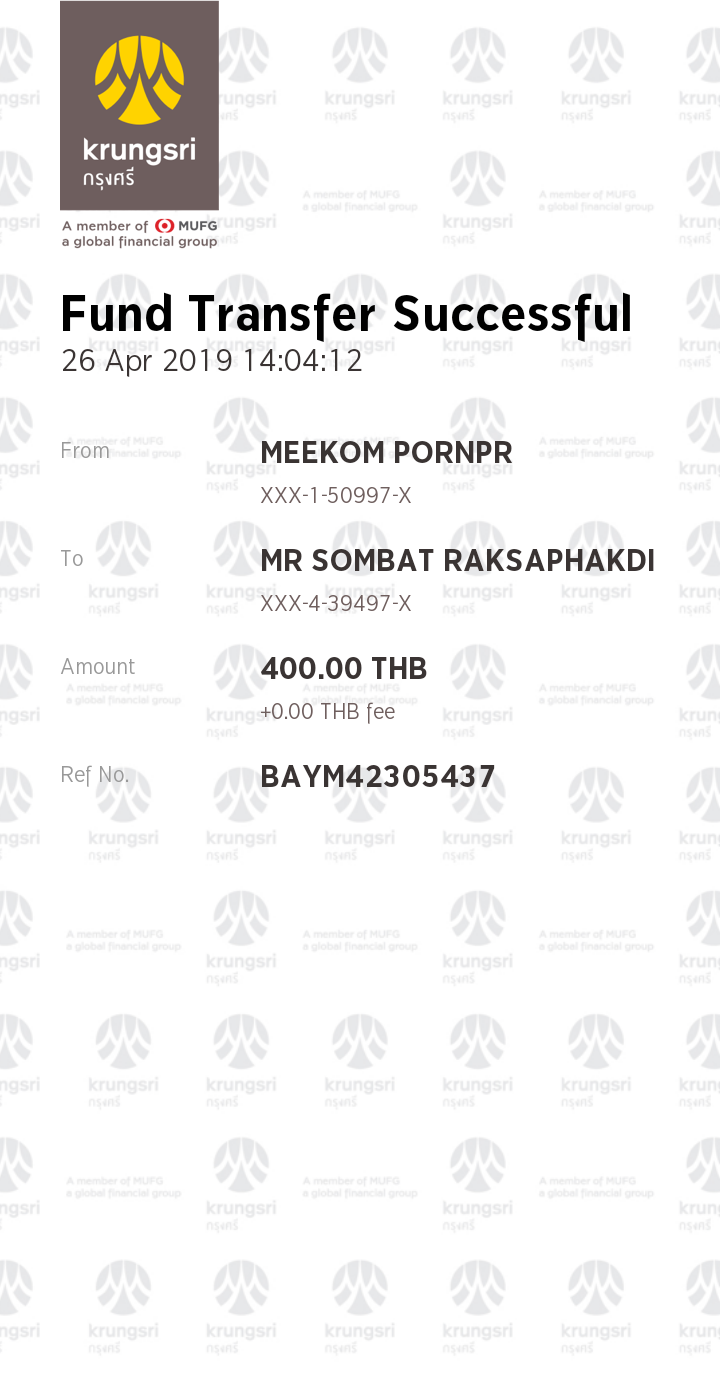 krungsri
กรุงศรี
A member of MUFG
a global financial group
Fund Transfer Successful
26 Apr 2019 14:04:12
From
MEEKOM PORNPR
XXX-1-50997-X
To
MR SOMBAT RAKSAPHAKDI
XXX-4-39497-X
Amount
400.00 THB
+0.00 THB fee
Ref No.
BAYM42305437